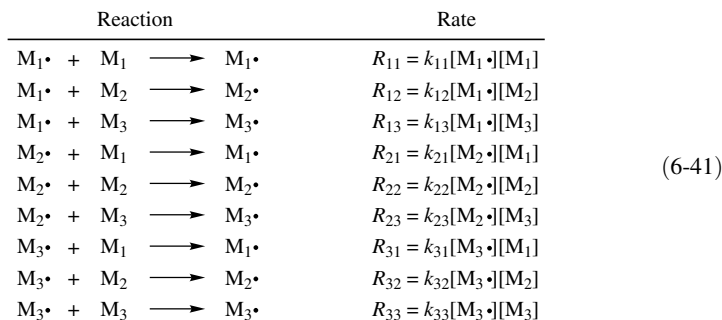 Reaction Rate
M₁• + M₁ ⟶ M₁• R₁₁ = k₁₁[M₁•][M₁]
M₁• + M₂ ⟶ M₂• R₁₂ = k₁₂[M₁•][M₂]
M₁• + M₃ ⟶ M₃• R₁₃ = k₁₃[M₁•][M₃]
M₂• + M₁ ⟶ M₁• R₂₁ = k₂₁[M₂•][M₁]
M₂• + M₂ ⟶ M₂• R₂₂ = k₂₂[M₂•][M₂]
M₂• + M₃ ⟶ M₃• R₂₃ = k₂₃[M₂•][M₃]
M₃• + M₁ ⟶ M₁• R₃₁ = k₃₁[M₃•][M₁]
M₃• + M₂ ⟶ M₂• R₃₂ = k₃₂[M₃•][M₂]
M₃• + M₃ ⟶ M₃• R₃₃ = k₃₃[M₃•][M₃]
(6-41)